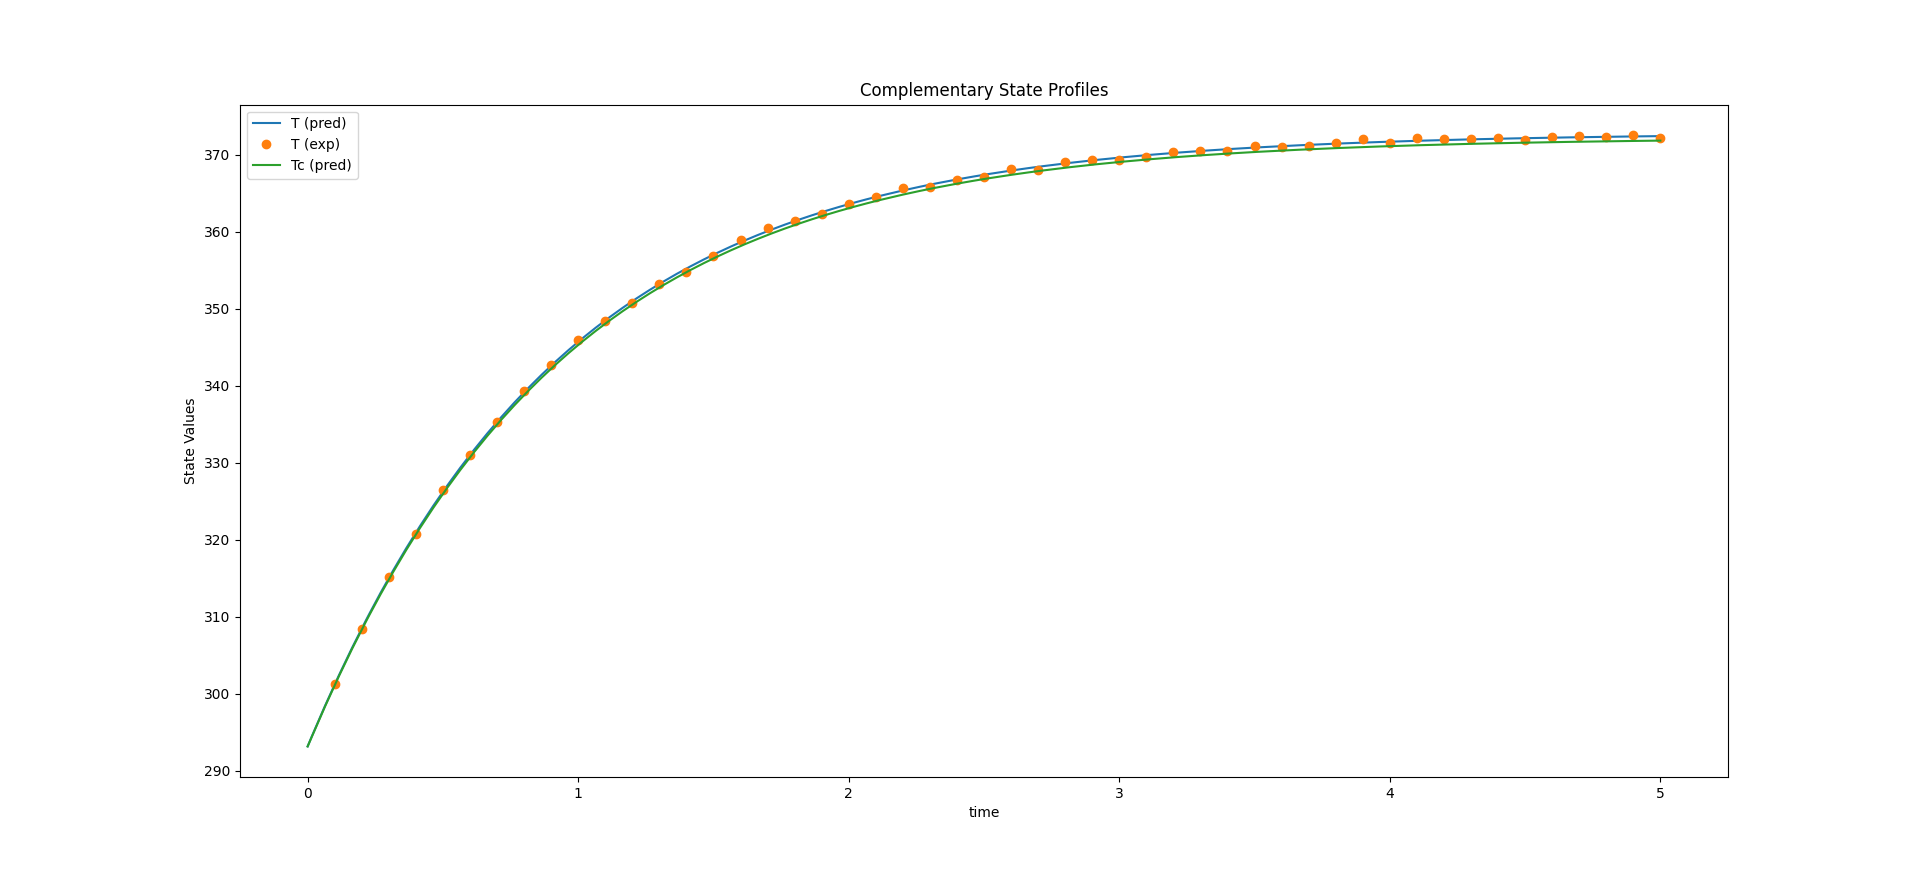 Complementary State Profiles
T (pred)
T (exp)
Tc (pred)
State Values
370
360
350
340
330
320
310
300
290
0 1 2 3 4 5
time